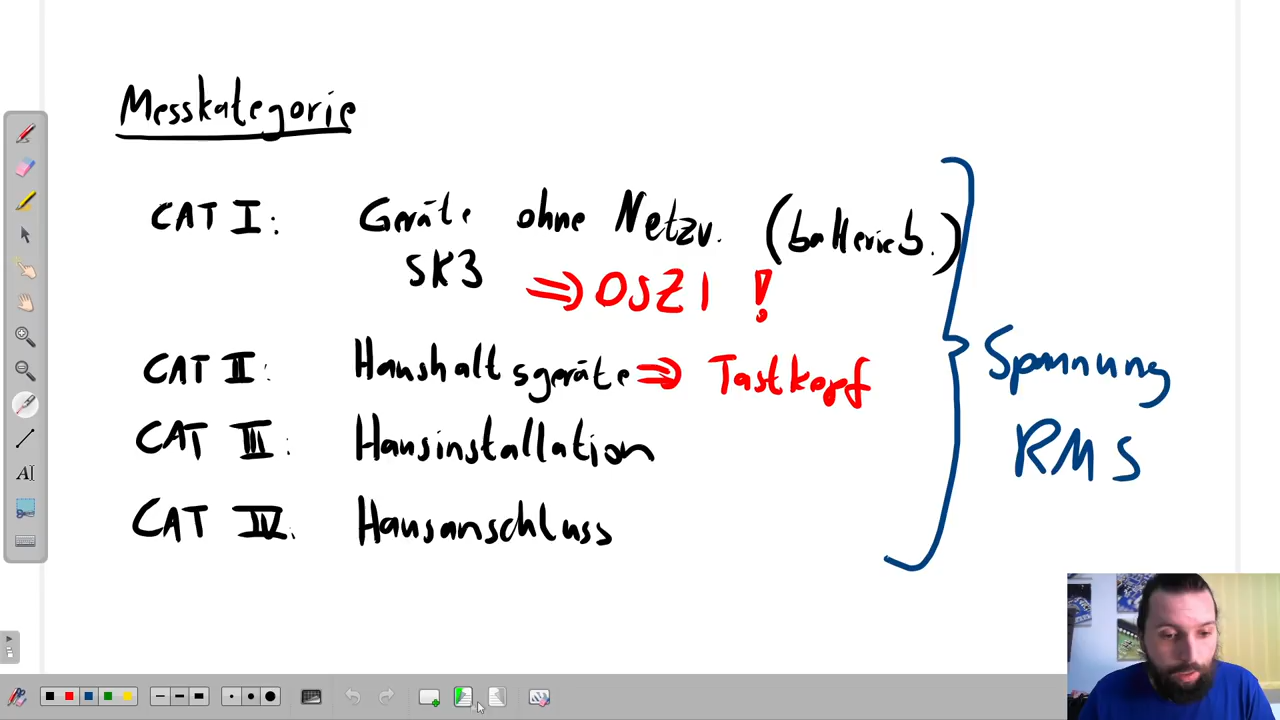 Messkategorie
CAT I: Geräte ohne Netzv. (batterieb.)
SK3 ⇒ OSZI !
CAT II: Haushaltsgeräte ⇒ Tastkopf
CAT III: Hausinstallation
CAT IV: Hausanschluss
Spannung
RMS